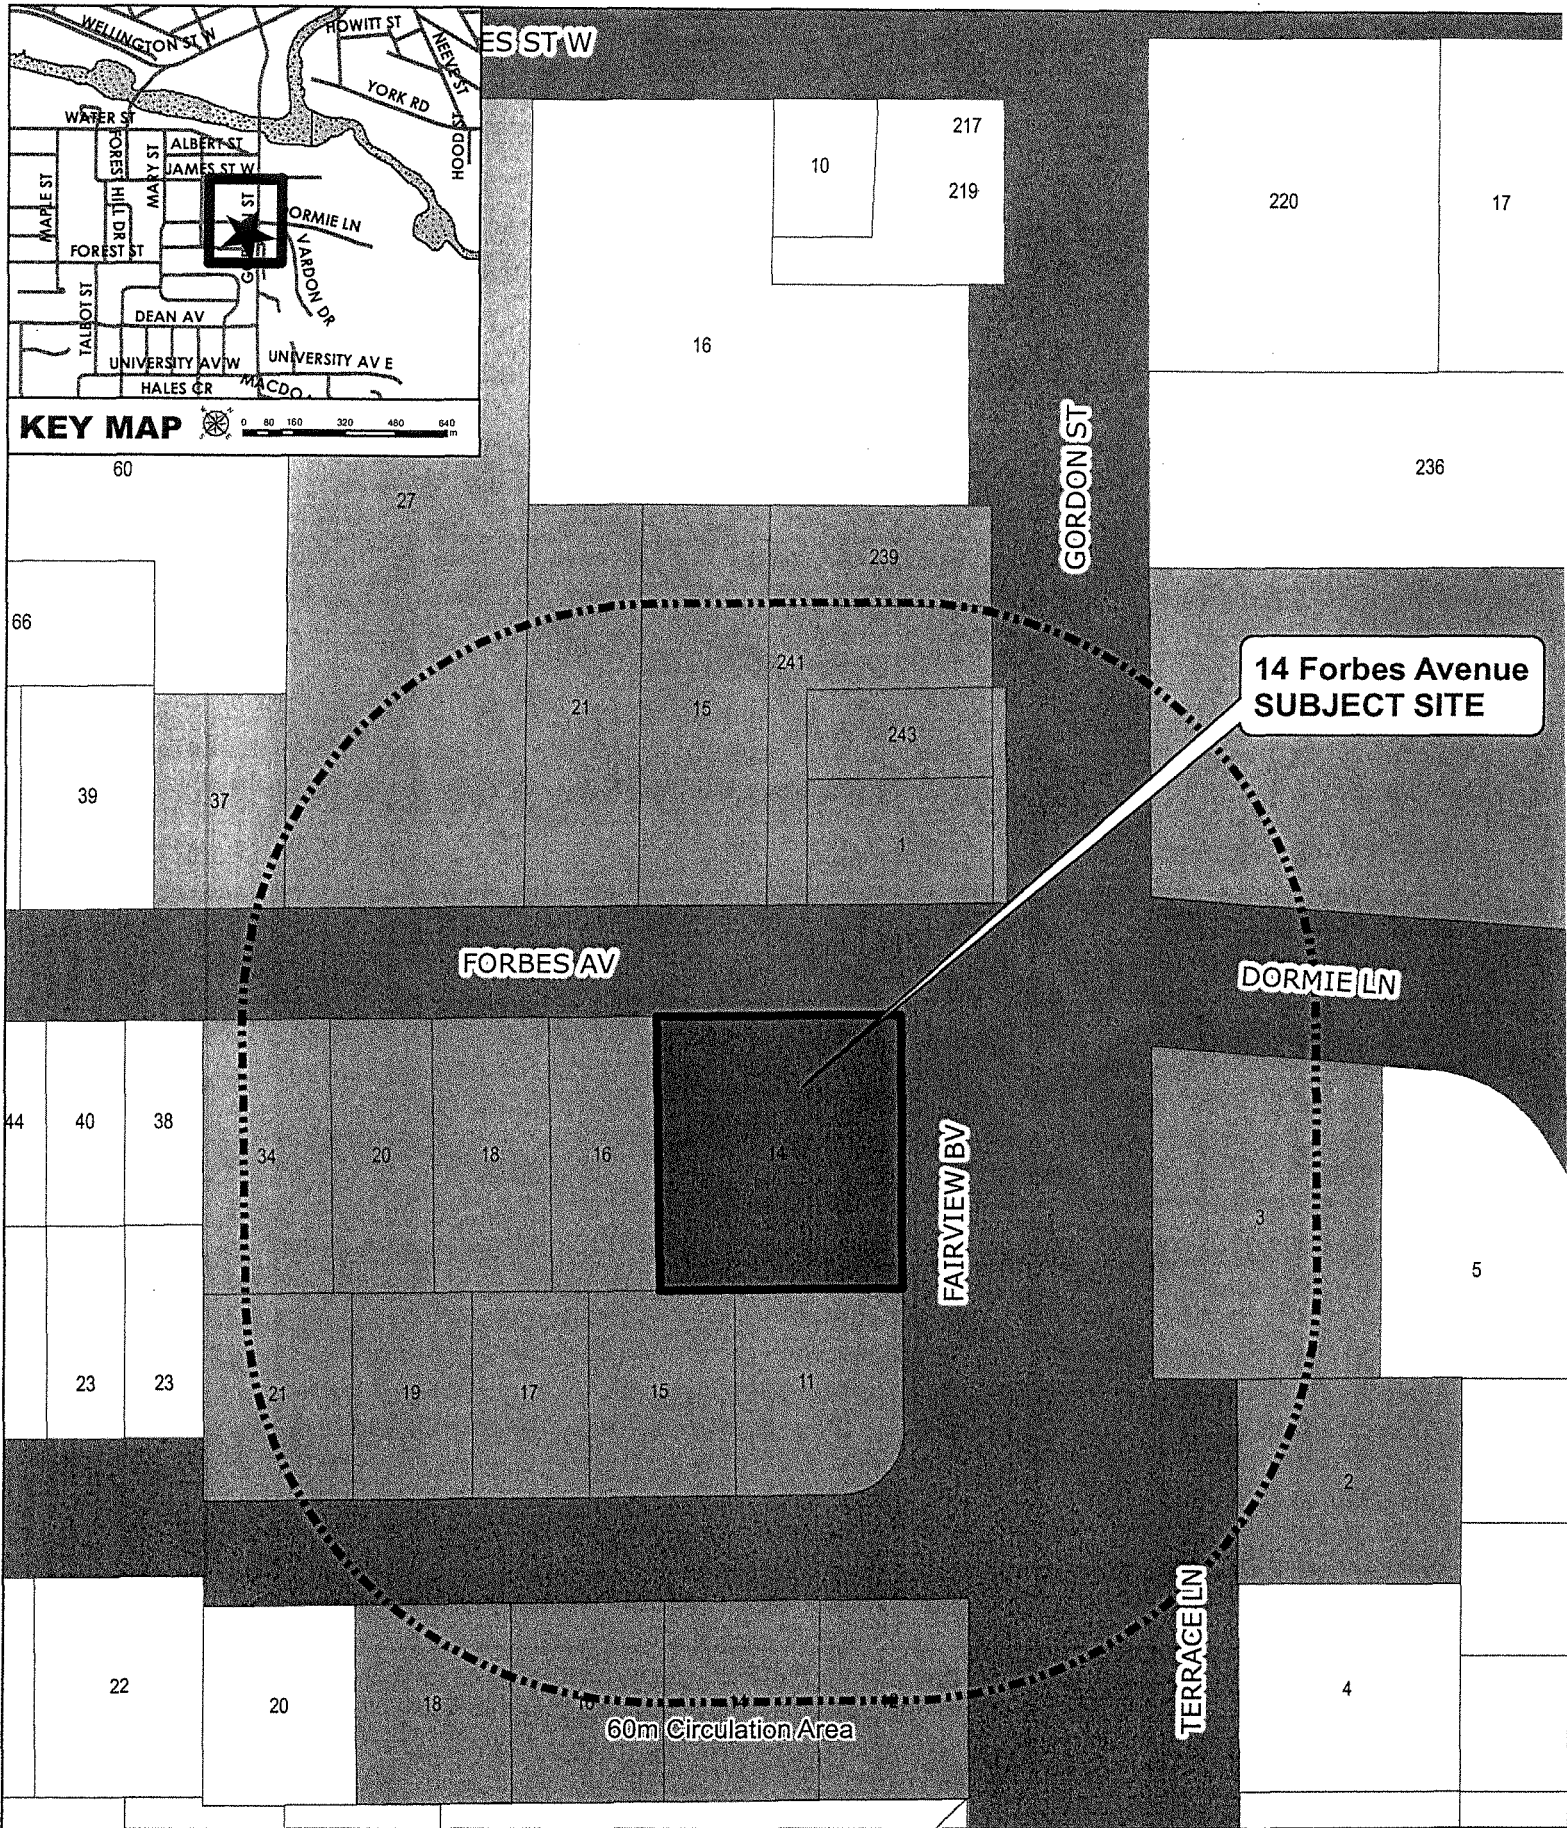 WELLINGTON ST W
HOWITT ST
NEEVE ST
YORK RD
HOOD ST
WATER ST
FOREST HILL DR
MARY ST
ALBERT ST
JAMES ST W
MAPLE ST
DORMIE LN
VARDON DR
FOREST ST
TALBOT ST
DEAN AV
UNIVERSITY AV W
UNIVERSITY AV E
HALES CR
KEY MAP
0 80 160 320 480 640
m
ES ST W
217
10
219
220
17
16
GORDON ST
236
60
27
239
66
241
14 Forbes Avenue
SUBJECT SITE
21
15
243
39
37
1
FORBES AV
DORMIE LN
44
40
38
34
20
18
16
14
FAIRVIEW BV
3
5
23
23
21
19
17
15
11
2
TERRACE LN
22
20
18
16
14
12
4
60m Circulation Area